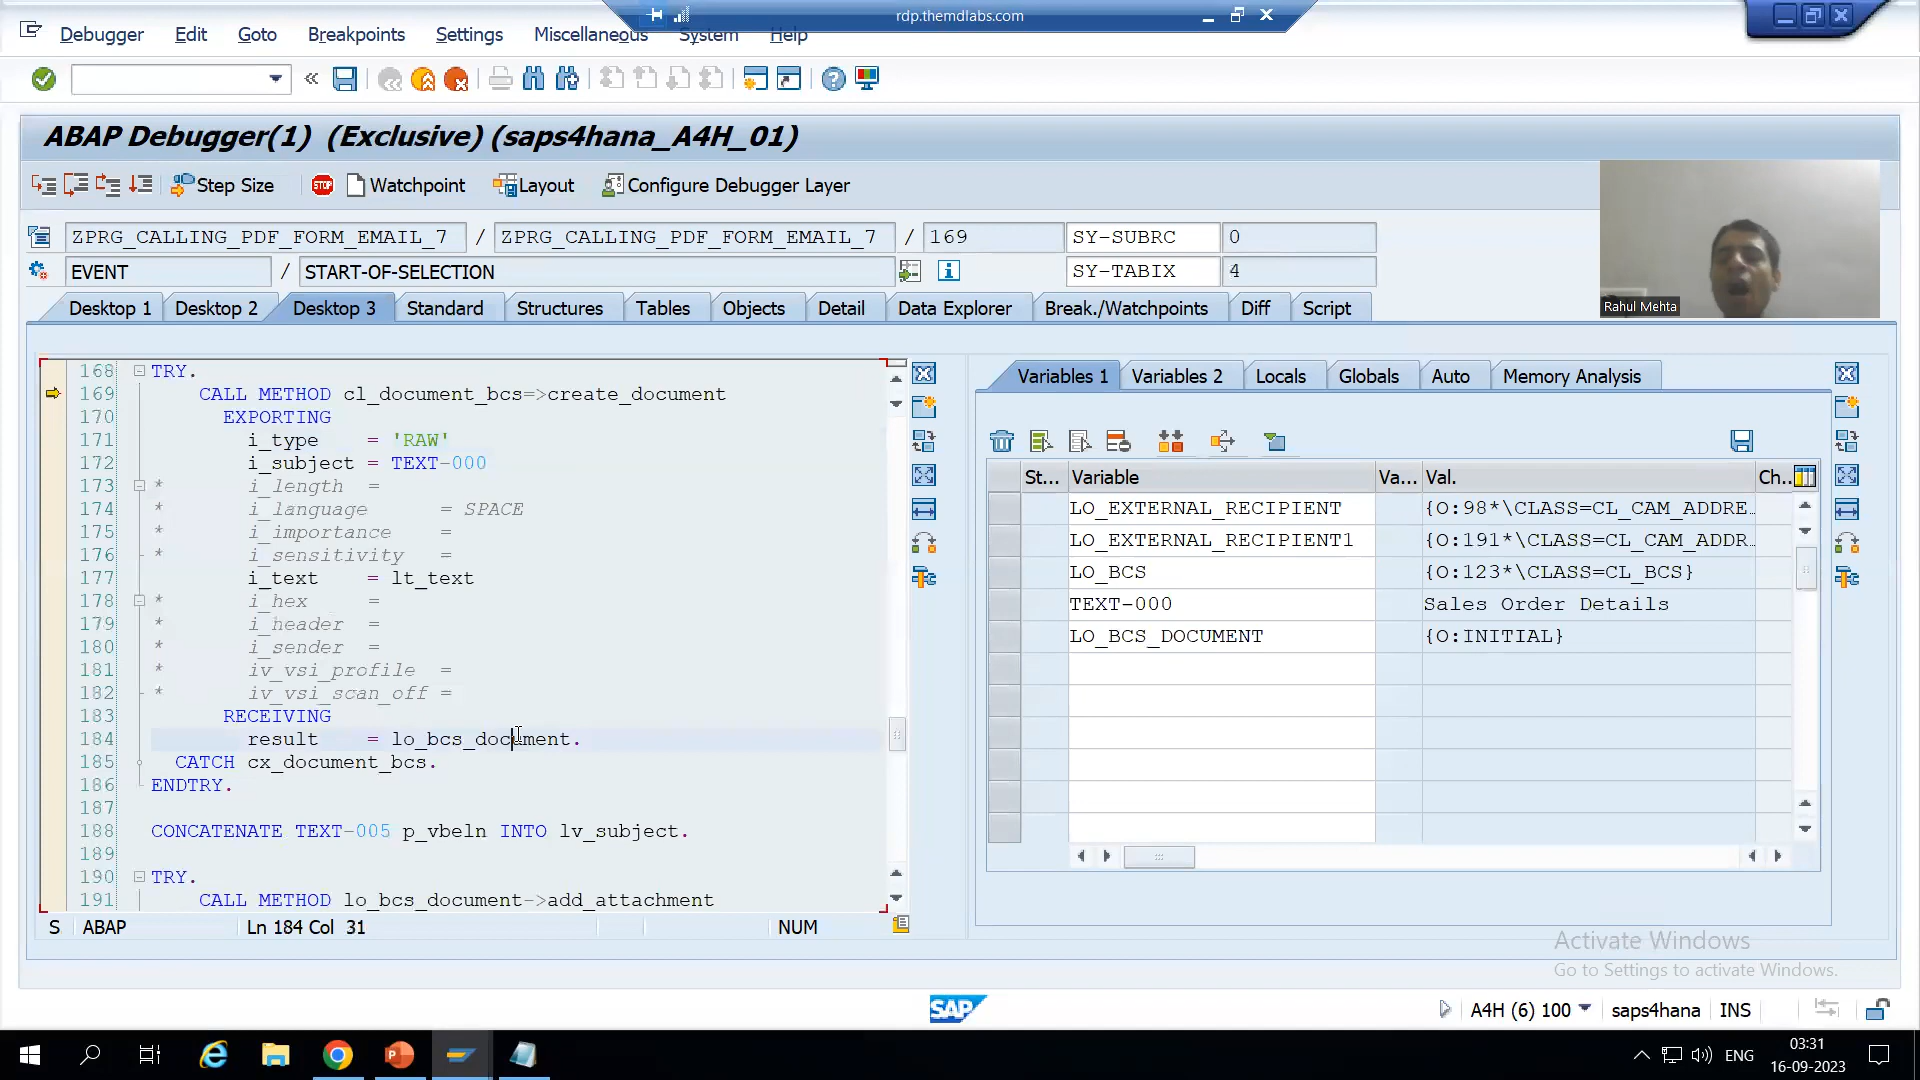 rdp.themdlabs.com
Debugger Edit Goto Breakpoints Settings Miscellaneous System Help
ABAP Debugger(1) (Exclusive) (saps4hana_A4H_01)
Step Size STOP Watchpoint Layout Configure Debugger Layer
ZPRG_CALLING_PDF_FORM_EMAIL_7 / ZPRG_CALLING_PDF_FORM_EMAIL_7 / 169 SY-SUBRC 0
EVENT / START-OF-SELECTION SY-TABIX 4
Rahul Mehta
Desktop 1 Desktop 2 Desktop 3 Standard Structures Tables Objects Detail Data Explorer Break./Watchpoints Diff Script
168 TRY.
169 CALL METHOD cl_document_bcs=>create_document
170 EXPORTING
171 i_type = 'RAW'
172 i_subject = TEXT-000
173 * i_length =
174 * i_language = SPACE
175 * i_importance =
176 * i_sensitivity =
177 i_text = lt_text
178 * i_hex =
179 * i_header =
180 * i_sender =
181 * iv_vsi_profile =
182 * iv_vsi_scan_off =
183 RECEIVING
184 result = lo_bcs_document.
185 CATCH cx_document_bcs.
186 ENDTRY.
187
188 CONCATENATE TEXT-005 p_vbeln INTO lv_subject.
189
190 TRY.
191 CALL METHOD lo_bcs_document->add_attachment
S ABAP Ln 184 Col 31 NUM
Variables 1 Variables 2 Locals Globals Auto Memory Analysis
St... Variable Va... Val. Ch..
LO_EXTERNAL_RECIPIENT {O:98*\CLASS=CL_CAM_ADDRE…
LO_EXTERNAL_RECIPIENT1 {O:191*\CLASS=CL_CAM_ADDR…
LO_BCS {O:123*\CLASS=CL_BCS}
TEXT-000 Sales Order Details
LO_BCS_DOCUMENT {O:INITIAL}
Activate Windows
Go to Settings to activate Windows.
SAP A4H (6) 100 saps4hana INS
ENG
03:31
16-09-2023